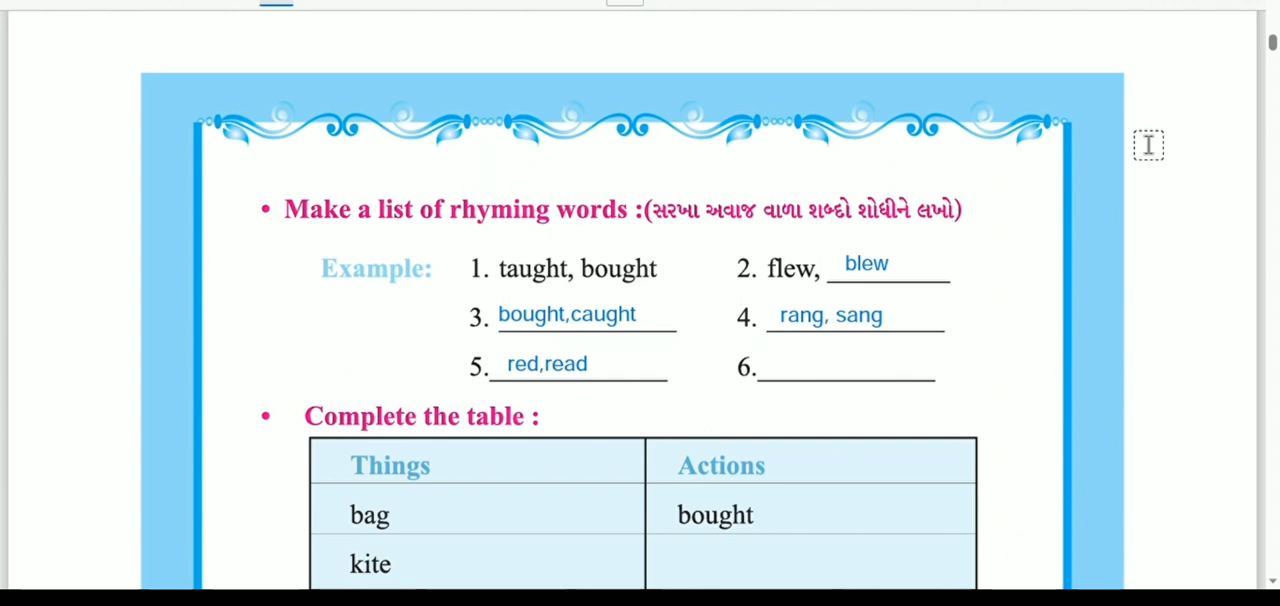 • Make a list of rhyming words :(સરખા અવાજ વાળા શબ્દો શોધીને લખો)
Example: 1. taught, bought 2. flew, blew
3. bought,caught 4. rang, sang
5. red,read 6.
• Complete the table :
Things Actions
bag bought
kite